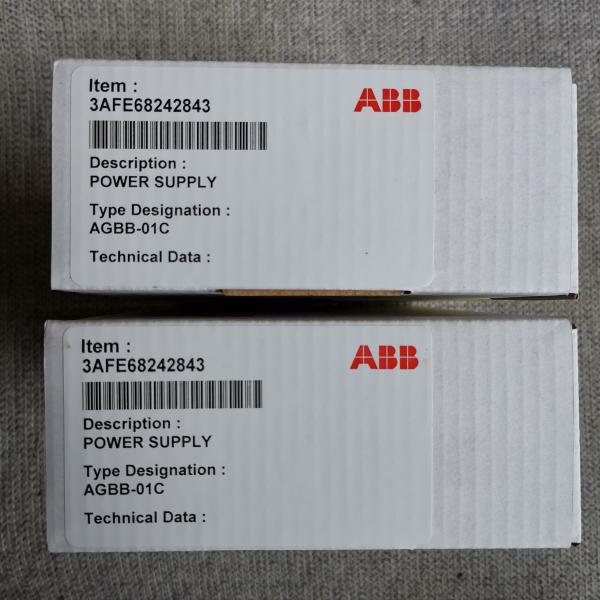 Item :
3AFE68242843
ABB
Description :
POWER SUPPLY
Type Designation :
AGBB-01C
Technical Data :
Item :
3AFE68242843
ABB
Description :
POWER SUPPLY
Type Designation :
AGBB-01C
Technical Data :